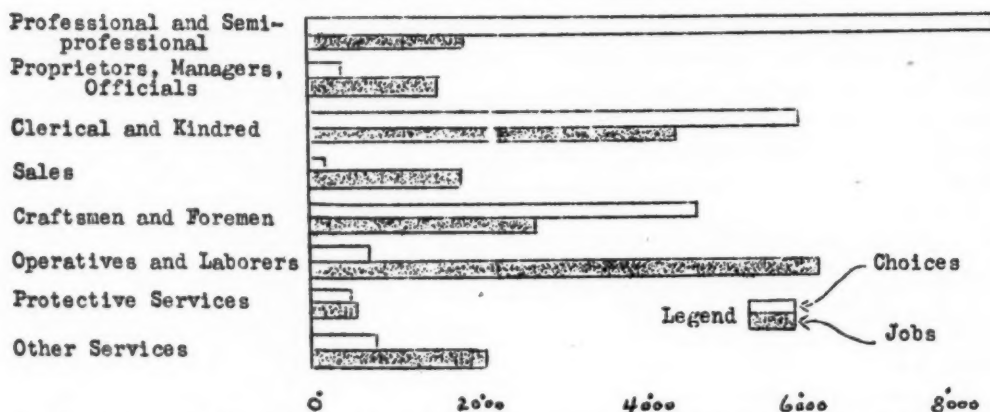 Professional and Semi-
professional
Proprietors, Managers,
Officials
Clerical and Kindred
Sales
Craftsmen and Foremen
Operatives and Laborers
Choices
Protective Services
Legend
Jobs
Other Services
0 2000 4000 6000 8000